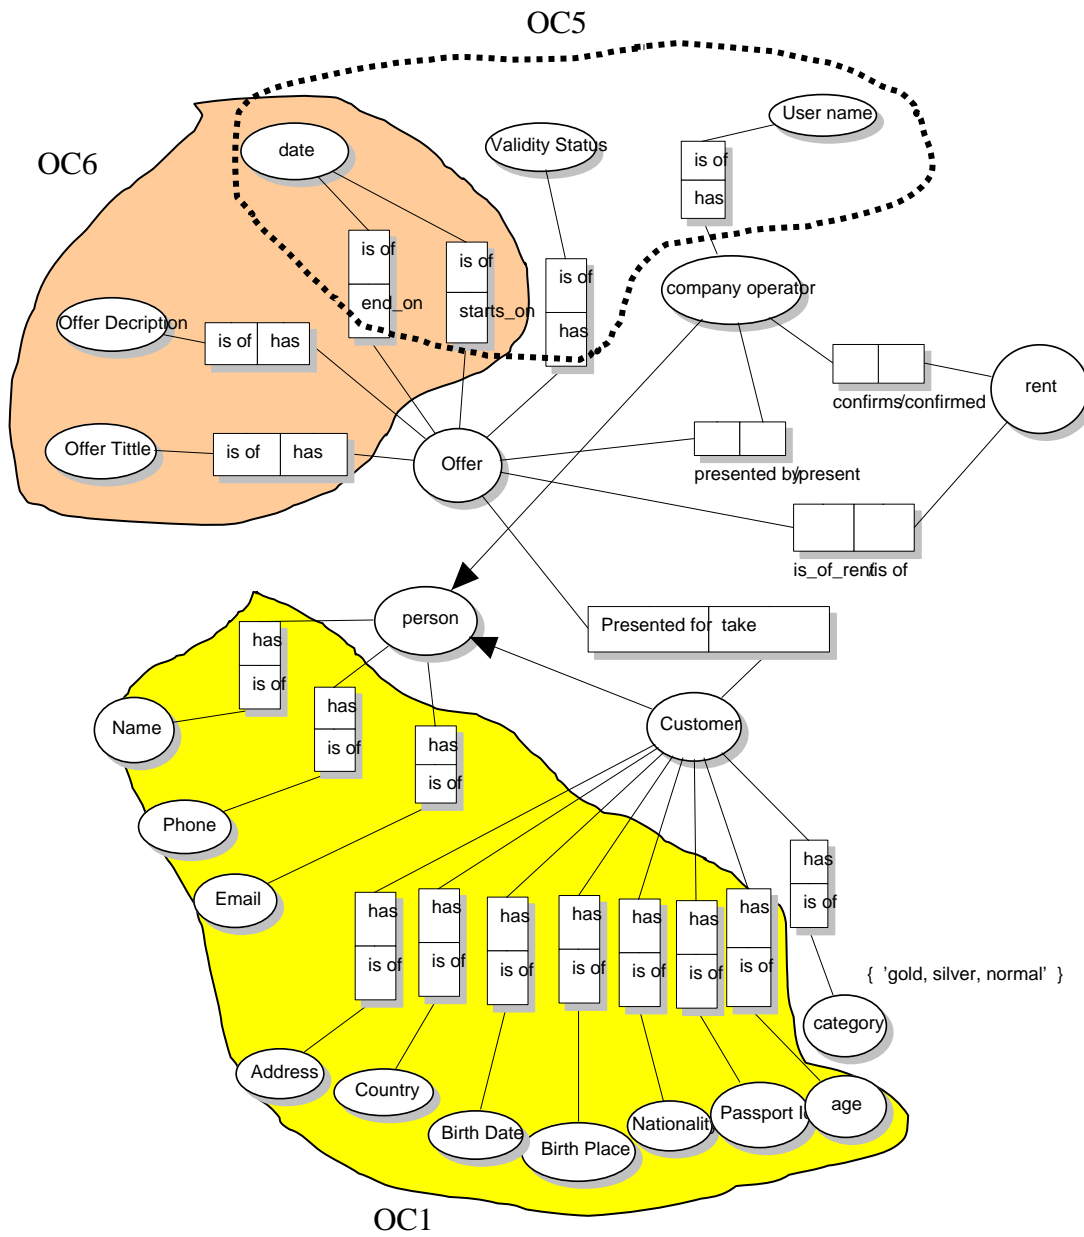 OC5
User name
date
Validity Status
OC6
is of
has
is of
end_on
is of
starts_on
is of
has
company operator
Offer Decription
is of has
confirms/confirmed
rent
Offer Tittle
is of has
Offer
presented by/present
is_of_rent/is of
person
Presented for take
has
is of
Name
has
is of
has
is of
Customer
Phone
Email
has
is of
has
is of
has
is of
has
is of
has
is of
has
is of
has
is of
has
is of
{ 'gold, silver, normal' }
category
Address
Country
Birth Date
Birth Place
Nationality
Passport Id
age
OC1